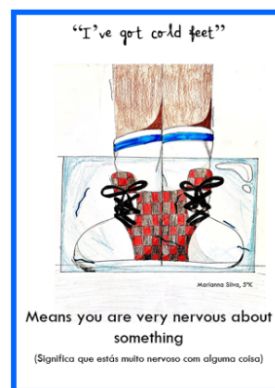 “I’ve got cold feet”
Marianna Silva, 5ºK
Means you are very nervous about
something
(Significa que estás muito nervoso com alguma coisa)